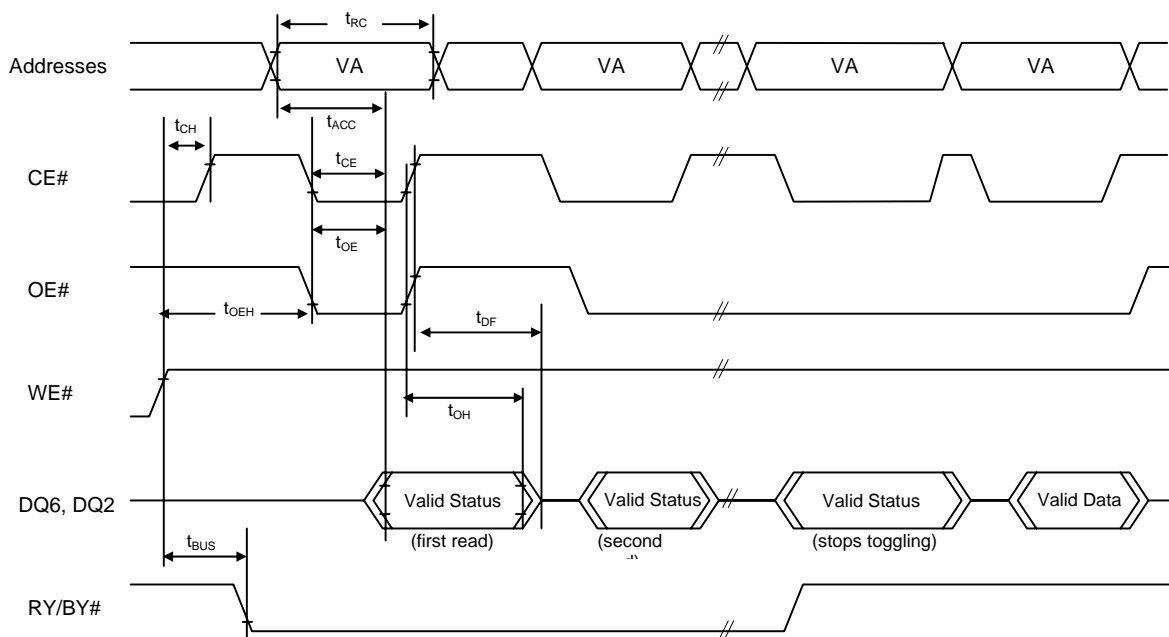 tRC
Addresses
VA
VA
VA
VA
tACC
tCH
tCE
CE#
tOE
OE#
tOEH
tDF
WE#
tOH
DQ6, DQ2
Valid Status
Valid Status
Valid Status
Valid Data
(first read)
(second
(stops toggling)
tBUS
RY/BY#